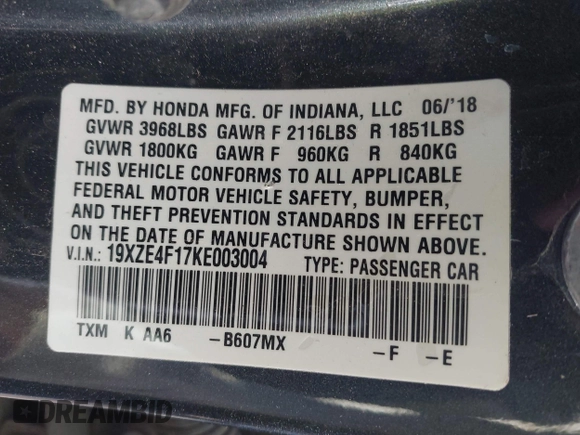 MFD. BY HONDA MFG. OF INDIANA, LLC 06/'18
GVWR 3968LBS GAWR F 2116LBS R 1851LBS
GVWR 1800KG GAWR F 960KG R 840KG
THIS VEHICLE CONFORMS TO ALL APPLICABLE
FEDERAL MOTOR VEHICLE SAFETY, BUMPER,
AND THEFT PREVENTION STANDARDS IN EFFECT
ON THE DATE OF MANUFACTURE SHOWN ABOVE.
V.I.N.: 19XZE4F17KE003004 TYPE: PASSENGER CAR
TXM K AA6 -B607MX -F -E
DREAMBID